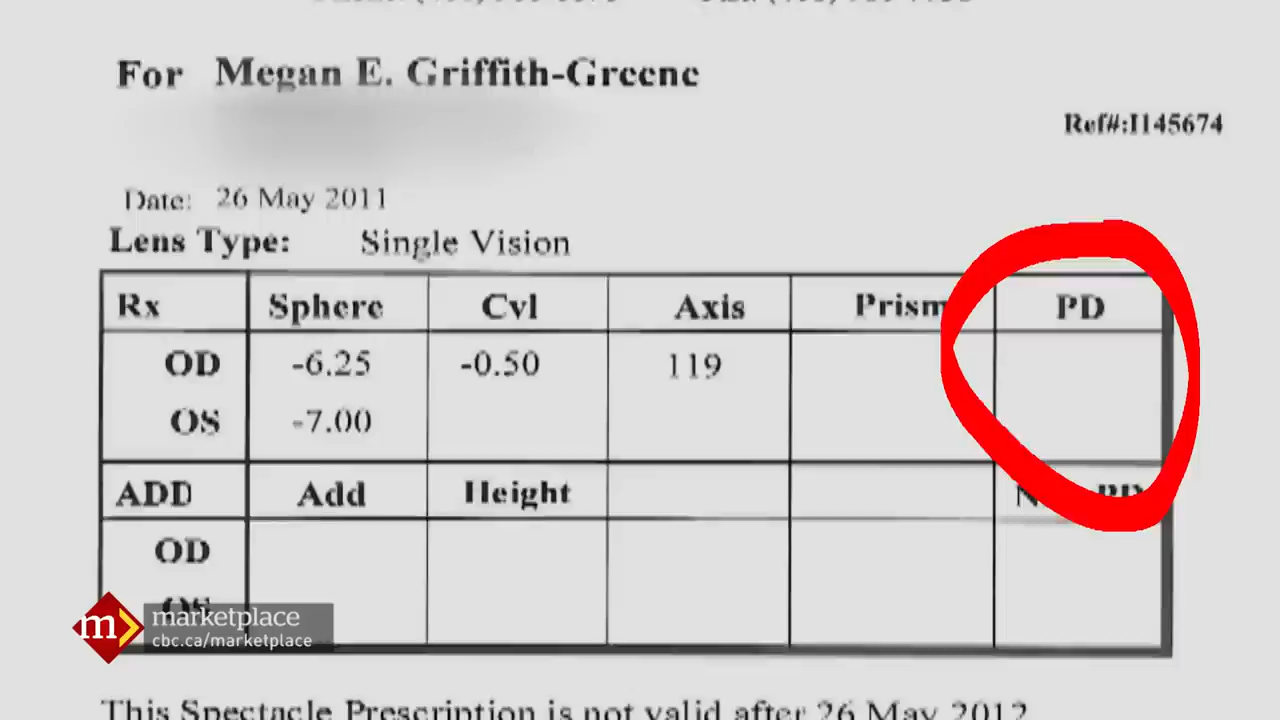 For Megan E. Griffith-Greene
Ref#:I145674
Date: 26 May 2011
Lens Type: Single Vision
Rx Sphere Cyl Axis Prism PD
OD -6.25 -0.50 119
OS -7.00
ADD Add Height PD
OD
OS
m marketplace
cbc.ca/marketplace
This Spectacle Prescription is not valid after 26 May 2012